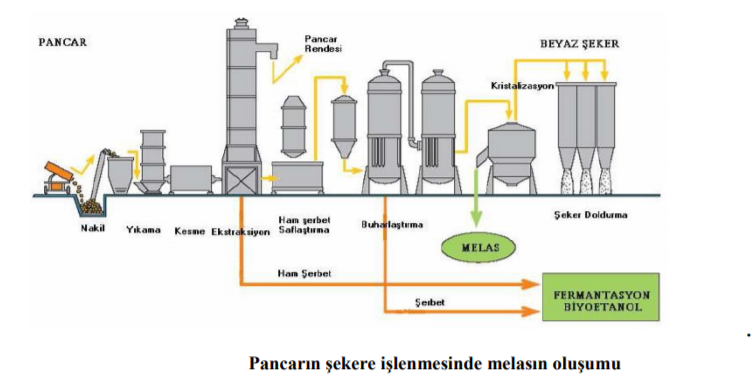 PANCAR
Pancar
Rendesi
BEYAZ ŞEKER
Kristalizasyon
Nakil
Yıkama
Kesme
Ekstraksiyon
Ham şerbet
Saflaştırma
Buharlaştırma
Şeker Doldurma
MELAS
Ham Şerbet
Şerbet
FERMANTASYON
BİYOETANOL
.
Pancarın şekere işlenmesinde melasın oluşumu